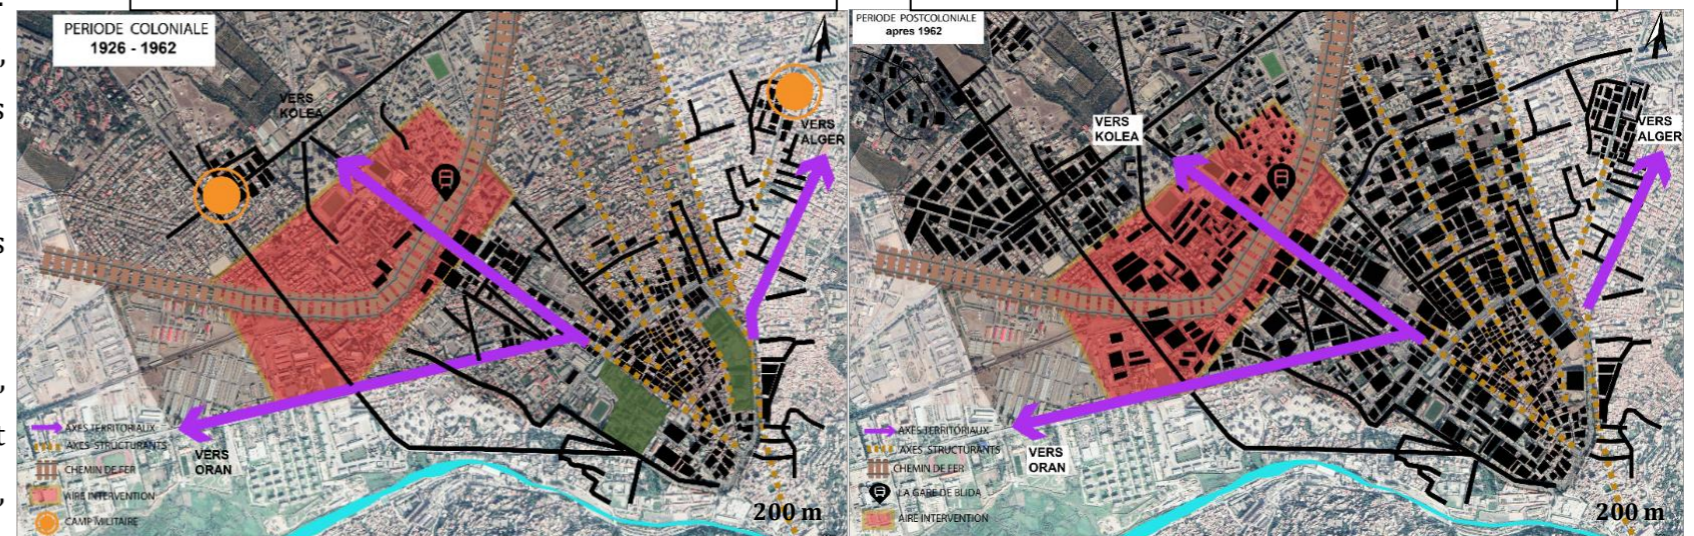 PERIODE COLONIALE
1926 - 1962
VERS
KOLEA
VERS
ALGER
AXES TERRITORIAUX
AXES STRUCTURANTS
VERS
ORAN
CHEMIN DE FER
AIRE INTERVENTION
CAMP MILITAIRE
200 m
PERIODE POSTCOLONIALE
apres 1962
VERS
KOLEA
VERS
ALGER
AXES TERRITORIAUX
AXES STRUCTURANTS
VERS
ORAN
CHEMIN DE FER
LA GARE DE BLIDA
AIRE INTERVENTION
200 m